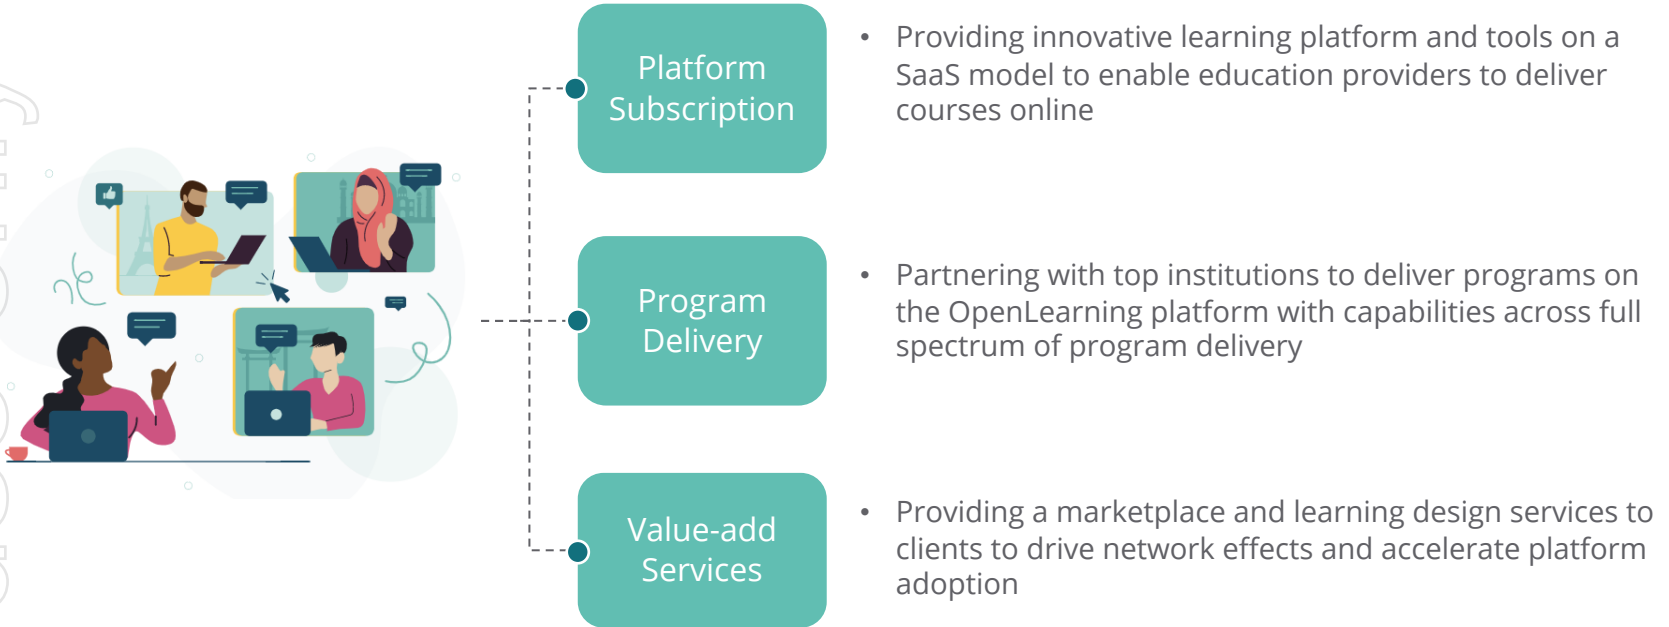 Platform
Subscription
• Providing innovative learning platform and tools on a
SaaS model to enable education providers to deliver
courses online
Program
Delivery
• Partnering with top institutions to deliver programs on
the OpenLearning platform with capabilities across full
spectrum of program delivery
Value-add
Services
• Providing a marketplace and learning design services to
clients to drive network effects and accelerate platform
adoption